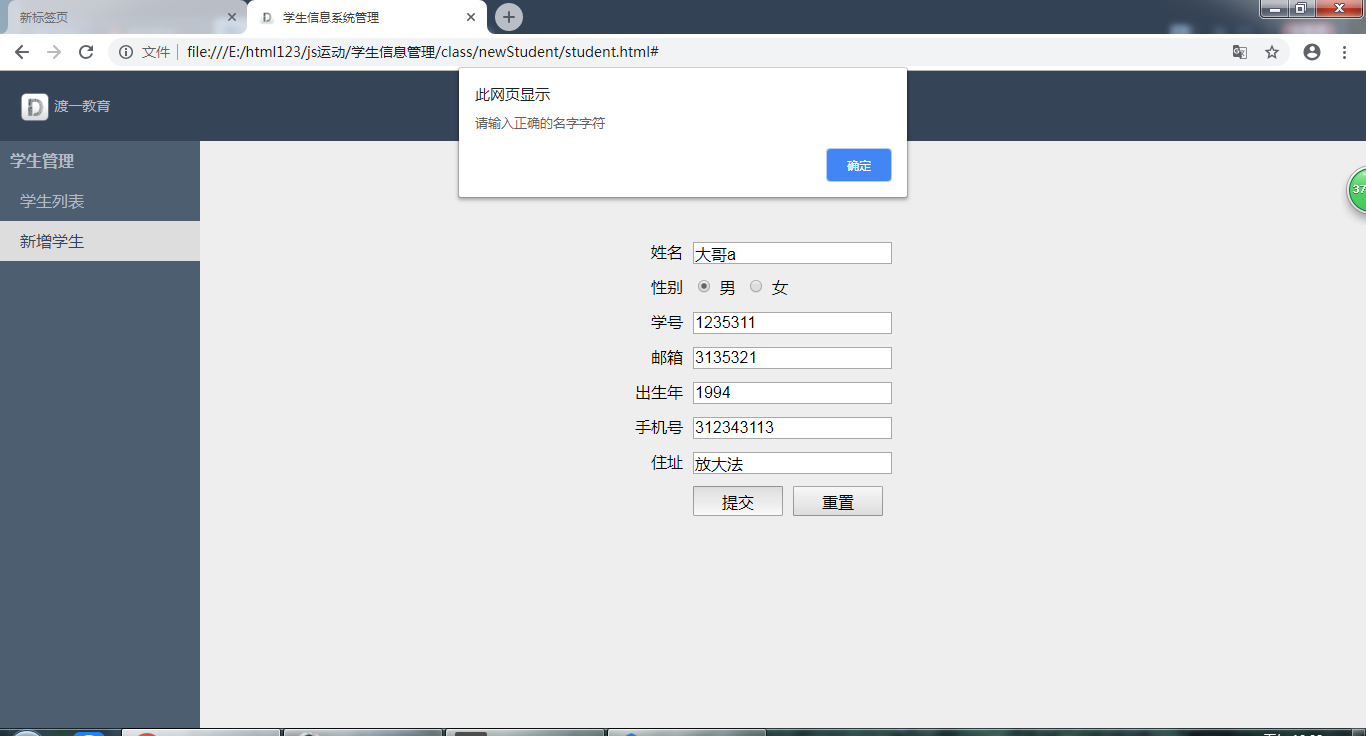 新标签页
学生信息系统管理
文件 file:///E:/html123/js运动/学生信息管理/class/newStudent/student.html#
渡一教育
此网页显示
请输入正确的名字字符
确定
学生管理
学生列表
新增学生
37
姓名 大哥a
性别 男 女
学号 1235311
邮箱 3135321
出生年 1994
手机号 312343113
住址 放大法
提交 重置